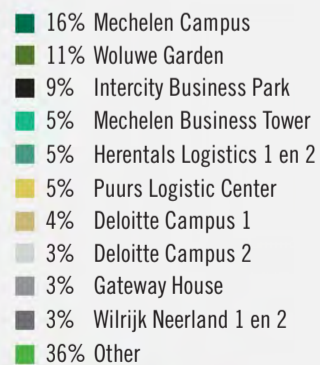 16% Mechelen Campus
11% Woluwe Garden
9% Intercity Business Park
5% Mechelen Business Tower
5% Herentals Logistics 1 en 2
5% Puurs Logistic Center
4% Deloitte Campus 1
3% Deloitte Campus 2
3% Gateway House
3% Wilrijk Neerland 1 en 2
36% Other